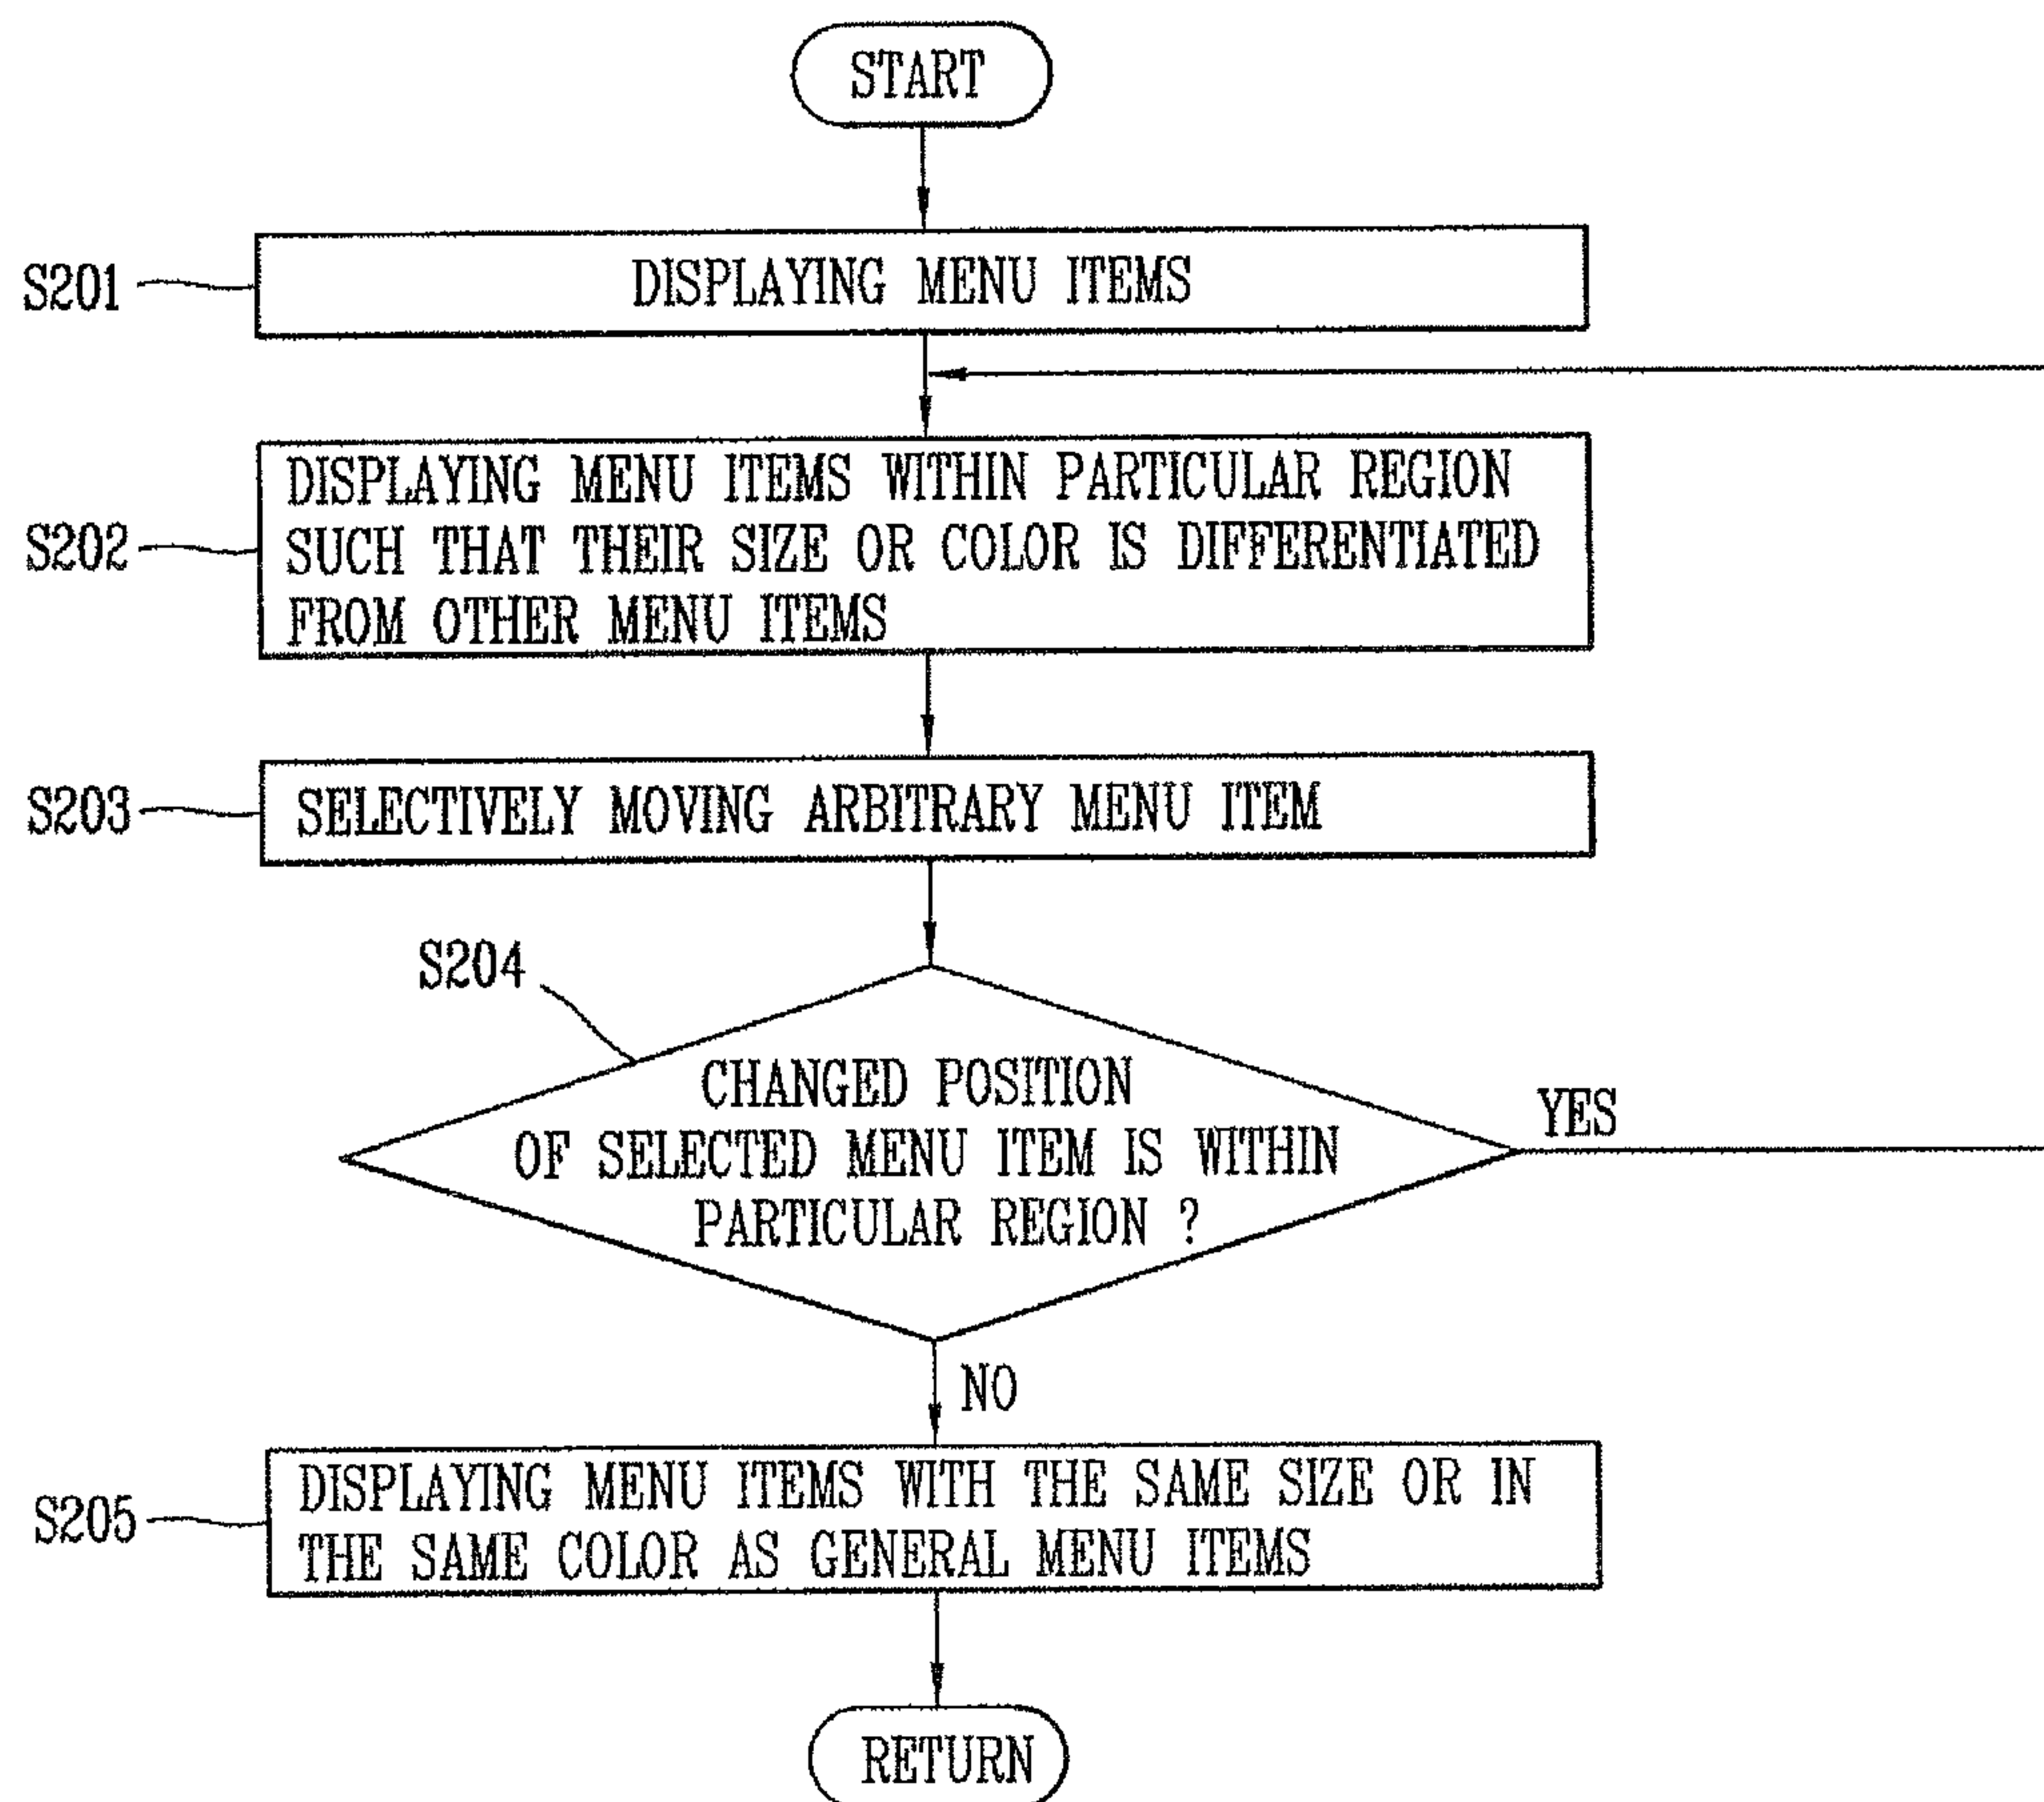 START
S201
DISPLAYING MENU ITEMS
S202
DISPLAYING MENU ITEMS WITHIN PARTICULAR REGION
SUCH THAT THEIR SIZE OR COLOR IS DIFFERENTIATED
FROM OTHER MENU ITEMS
S203
SELECTIVELY MOVING ARBITRARY MENU ITEM
S204
CHANGED POSITION
OF SELECTED MENU ITEM IS WITHIN
PARTICULAR REGION ?
YES
NO
S205
DISPLAYING MENU ITEMS WITH THE SAME SIZE OR IN
THE SAME COLOR AS GENERAL MENU ITEMS
RETURN